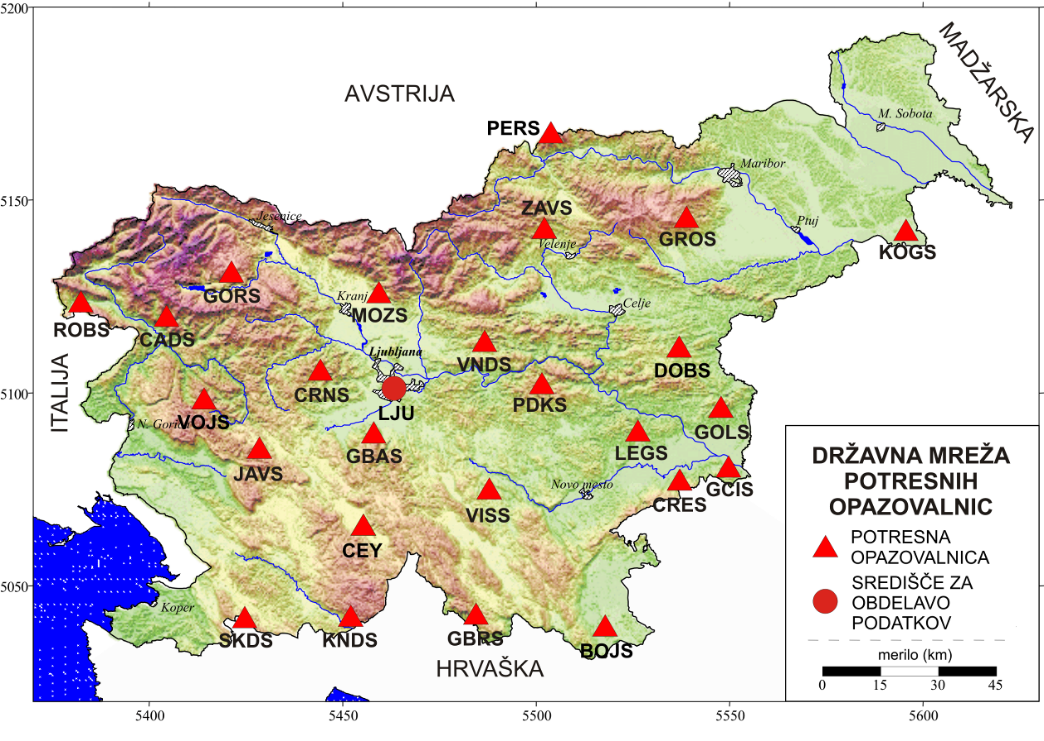 5200
5150
5100
5050
5400
5450
5500
5550
5600
AVSTRIJA
MADŽARSKA
ITALIJA
HRVAŠKA
M. Sobota
PERS
Maribor
ZAVS
Jesenice
Ptuj
GROS
Velenje
KOGS
GORS
Kranj
MOZS
Celje
ROBS
CADS
Ljubljana
VNDS
DOBS
CRNS
PDKS
LJU
VOJS
N. Gorica
GOLS
GBAS
LEGS
JAVS
GCIS
Novo mesto
CRES
VISS
CEY
Koper
SKDS
KNDS
GBRS
BOJS
DRŽAVNA MREŽA
POTRESNIH
OPAZOVALNIC
POTRESNA
OPAZOVALNICA
SREDIŠČE ZA
OBDELAVO
PODATKOV
merilo (km)
0 15 30 45